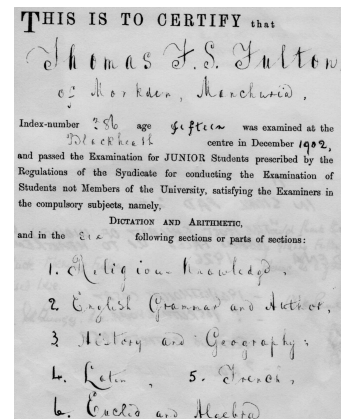 THIS IS TO CERTIFY that
Thomas F. S. Fulton
of Morkden,
Index-number 386 age fifteen was examined at the
Blackheath centre in December 1902,
and passed the Examination for JUNIOR Students prescribed by the
Regulations of the Syndicate for conducting the Examination of
Students not Members of the University, satisfying the Examiners in
the compulsory subjects, namely,
DICTATION AND ARITHMETIC,
and in the six following sections or parts of sections:
1. Religious Knowledge,
2. English Grammar and Author,
3 History and Geography;
4. Latin, 5. French,
6. Euclid and Algebra